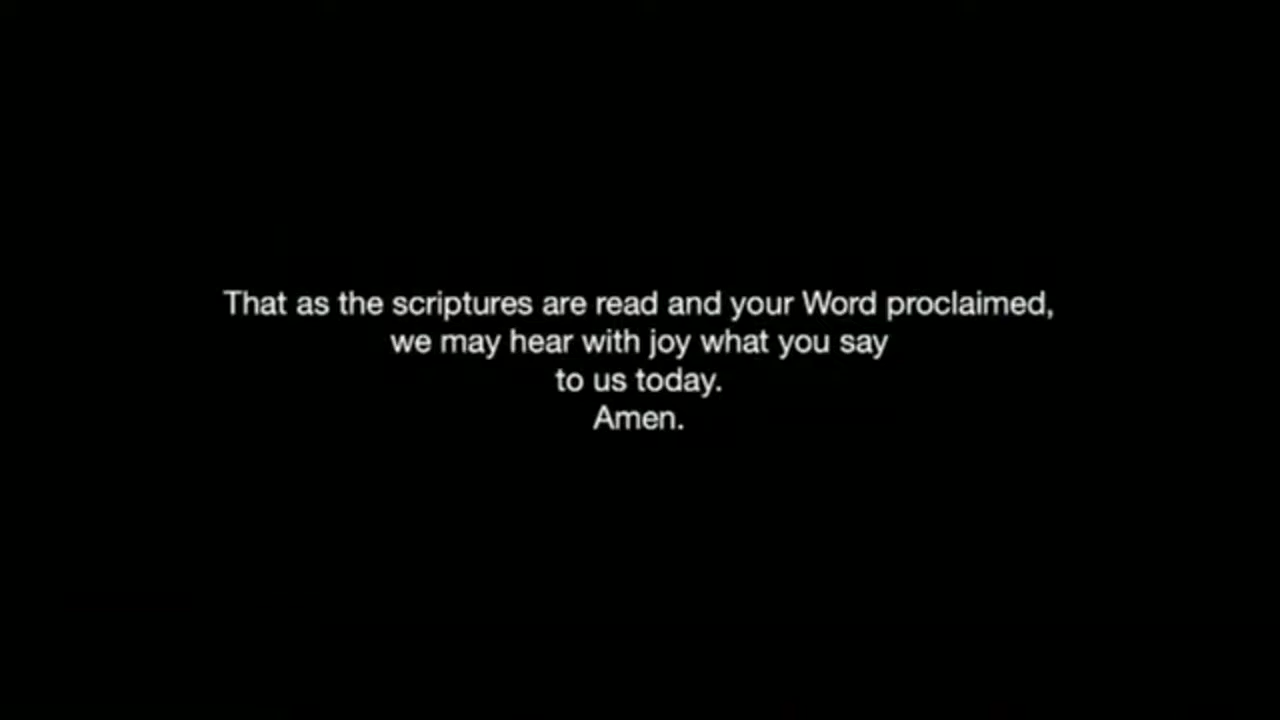 That as the scriptures are read and your Word proclaimed,
we may hear with joy what you say
to us today.
Amen.